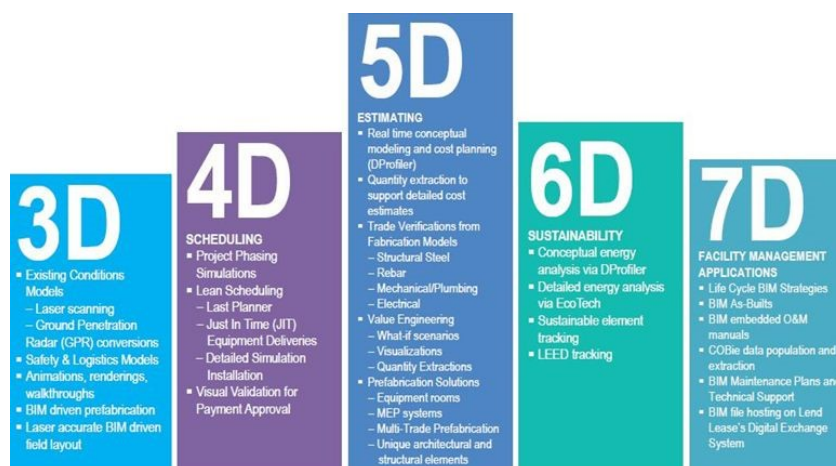 3D
▪ Existing Conditions
Models
– Laser scanning
– Ground Penetration
Radar (GPR) conversions
▪ Safety & Logistics Models
▪ Animations, renderings,
walkthroughs
▪ BIM driven prefabrication
▪ Laser accurate BIM driven
field layout
4D
SCHEDULING
▪ Project Phasing
Simulations
▪ Lean Scheduling
– Last Planner
– Just In Time (JIT)
Equipment Deliveries
– Detailed Simulation
Installation
▪ Visual Validation for
Payment Approval
5D
ESTIMATING
▪ Real time conceptual
modeling and cost planning
(DProfiler)
▪ Quantity extraction to
support detailed cost
estimates
▪ Trade Verifications from
Fabrication Models
– Structural Steel
– Rebar
– Mechanical/Plumbing
– Electrical
▪ Value Engineering
– What-if scenarios
– Visualizations
– Quantity Extractions
▪ Prefabrication Solutions
– Equipment rooms
– MEP systems
– Multi-Trade Prefabrication
– Unique architectural and
structural elements
6D
SUSTAINABILITY
▪ Conceptual energy
analysis via DProfiler
▪ Detailed energy analysis
via EcoTech
▪ Sustainable element
tracking
▪ LEED tracking
7D
FACILITY MANAGEMENT
APPLICATIONS
▪ Life Cycle BIM Strategies
▪ BIM As-Builts
▪ BIM embedded O&M
manuals
▪ COBie data population and
extraction
▪ BIM Maintenance Plans and
Technical Support
▪ BIM file hosting on Lend
Lease's Digital Exchange
System